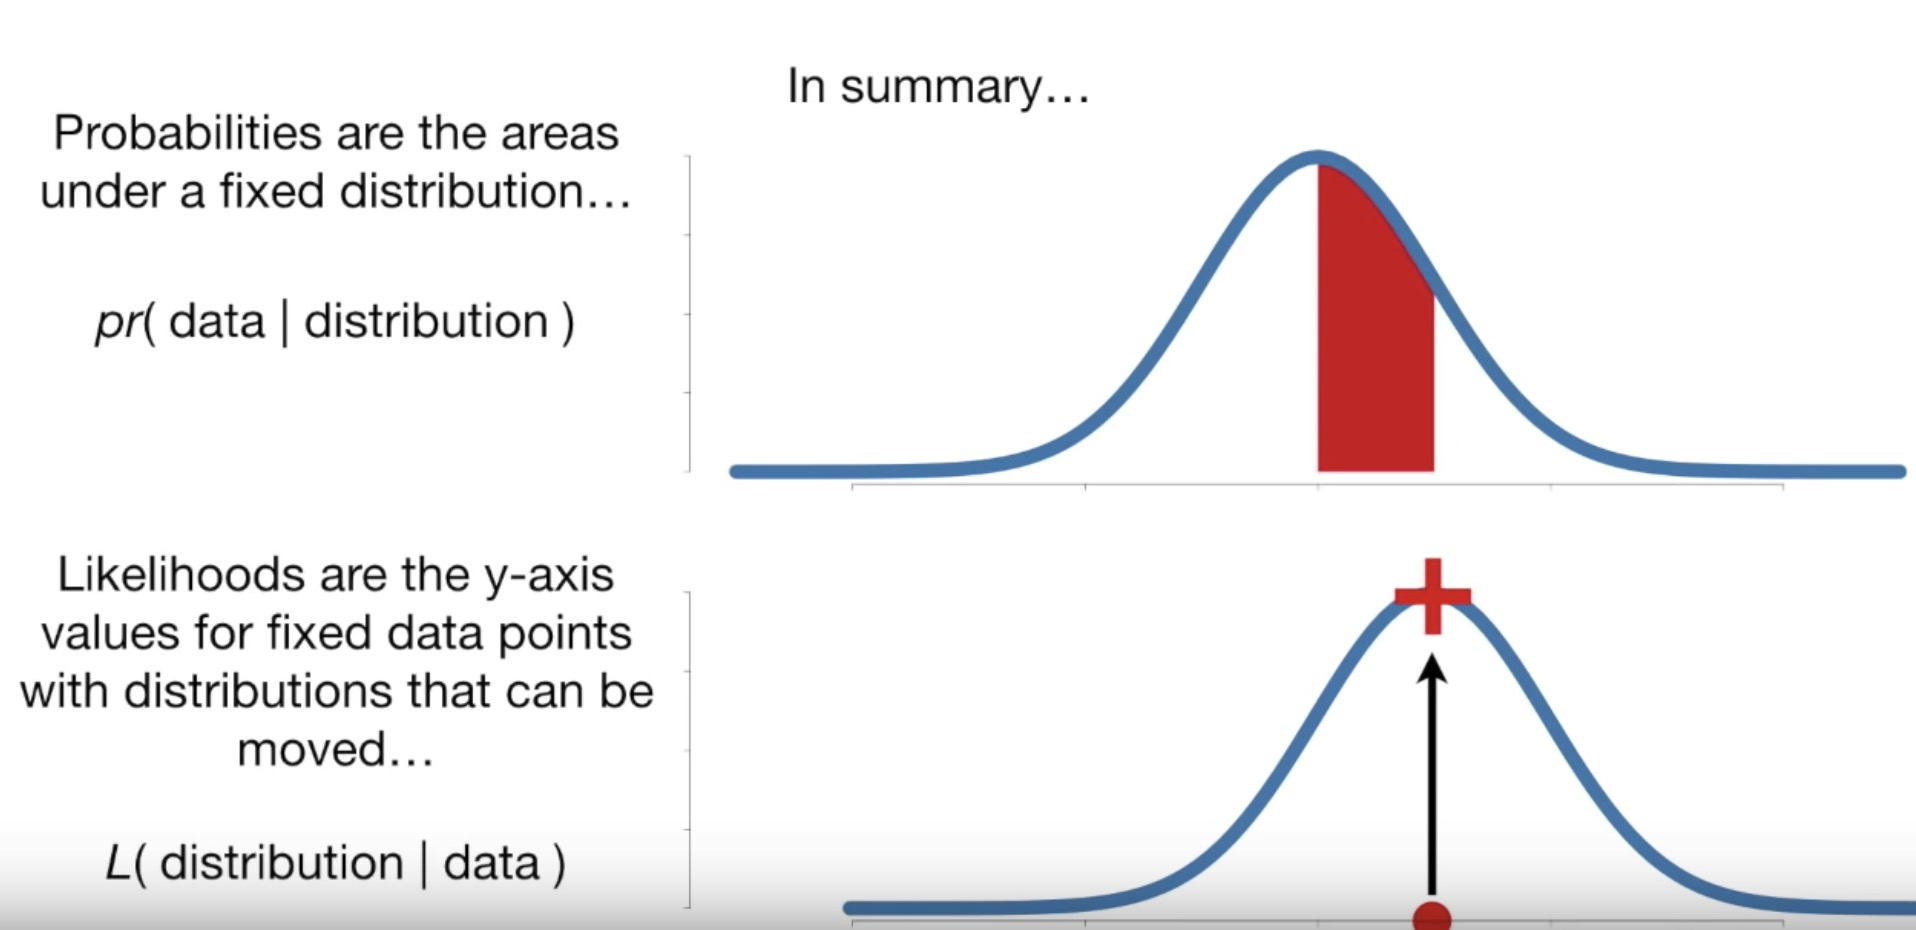 In summary…
Probabilities are the areas
under a fixed distribution…
pr( data | distribution )
Likelihoods are the y-axis
values for fixed data points
with distributions that can be
moved…
L( distribution | data )